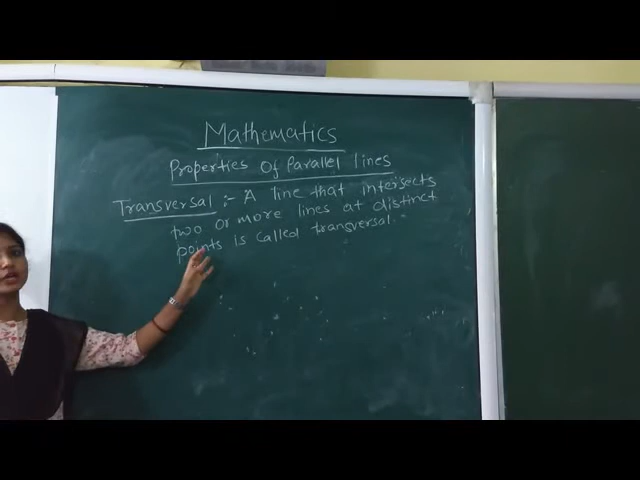 Mathematics
Properties Of Parallel lines
Transversal :- A line that intersects
two or more lines at distinct
points is called transversal.